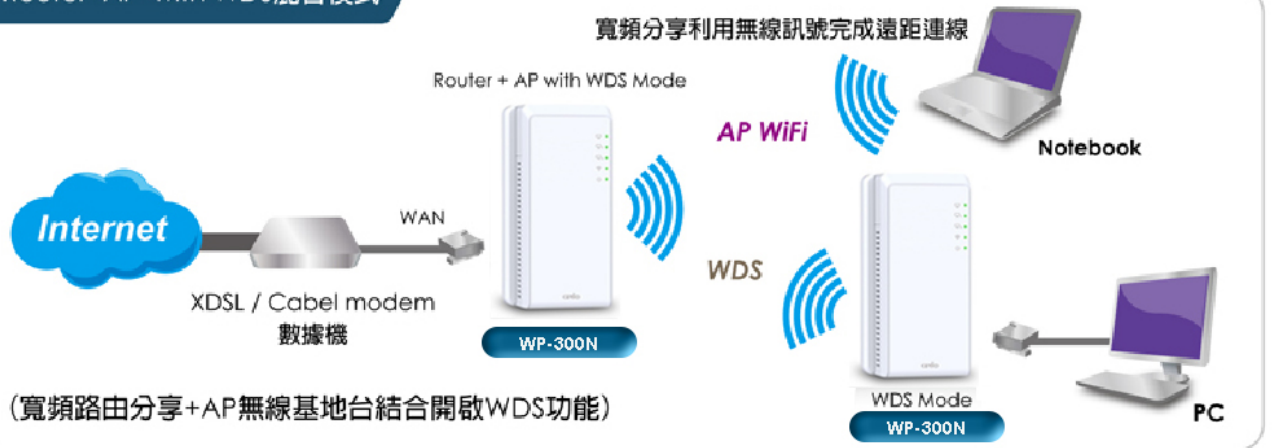 寬頻分享利用無線訊號完成遠距連線
Router + AP with WDS Mode
AP WiFi
Notebook
Internet
WAN
WDS
XDSL / Cabel modem
數據機
WP-300N
WDS Mode
WP-300N
PC
(寬頻路由分享+AP無線基地台結合開啟WDS功能)